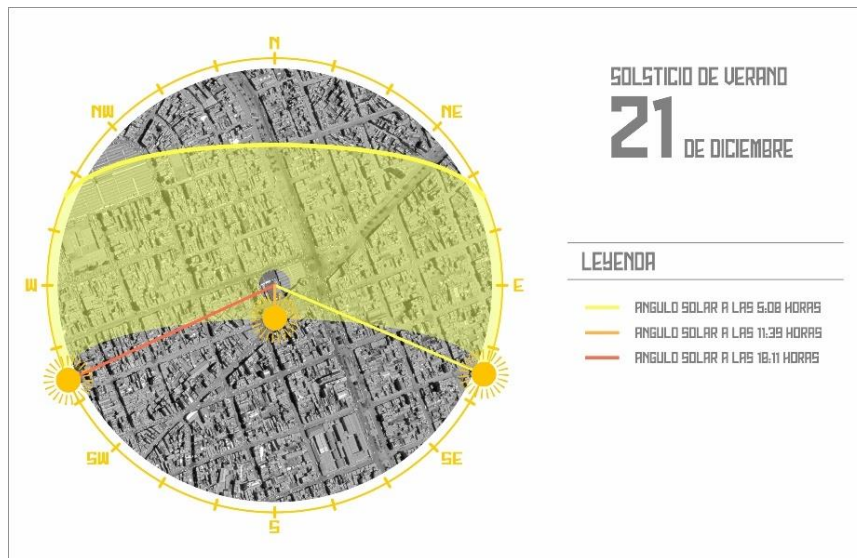 N
NW
NE
W
E
SW
SE
S
SOLSTICIO DE VERANO
21 DE DICIEMBRE
LEYENDA
ANGULO SOLAR A LAS 5:08 HORAS
ANGULO SOLAR A LAS 11:39 HORAS
ANGULO SOLAR A LAS 18:11 HORAS